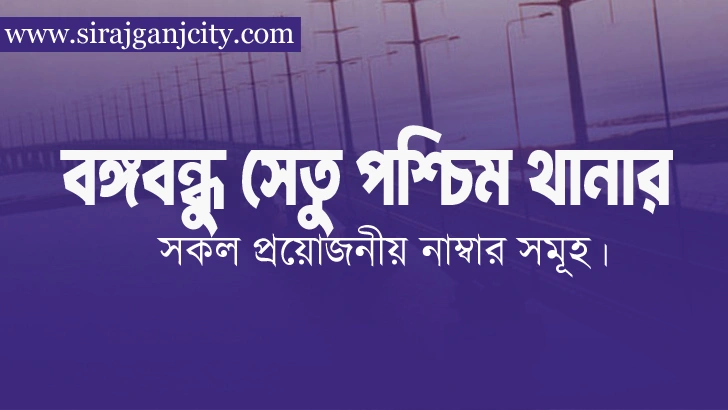 www.sirajganjcity.com
বঙ্গবন্ধু সেতু পশ্চিম থানার
সকল প্রয়োজনীয় নাম্বার সমূহ।